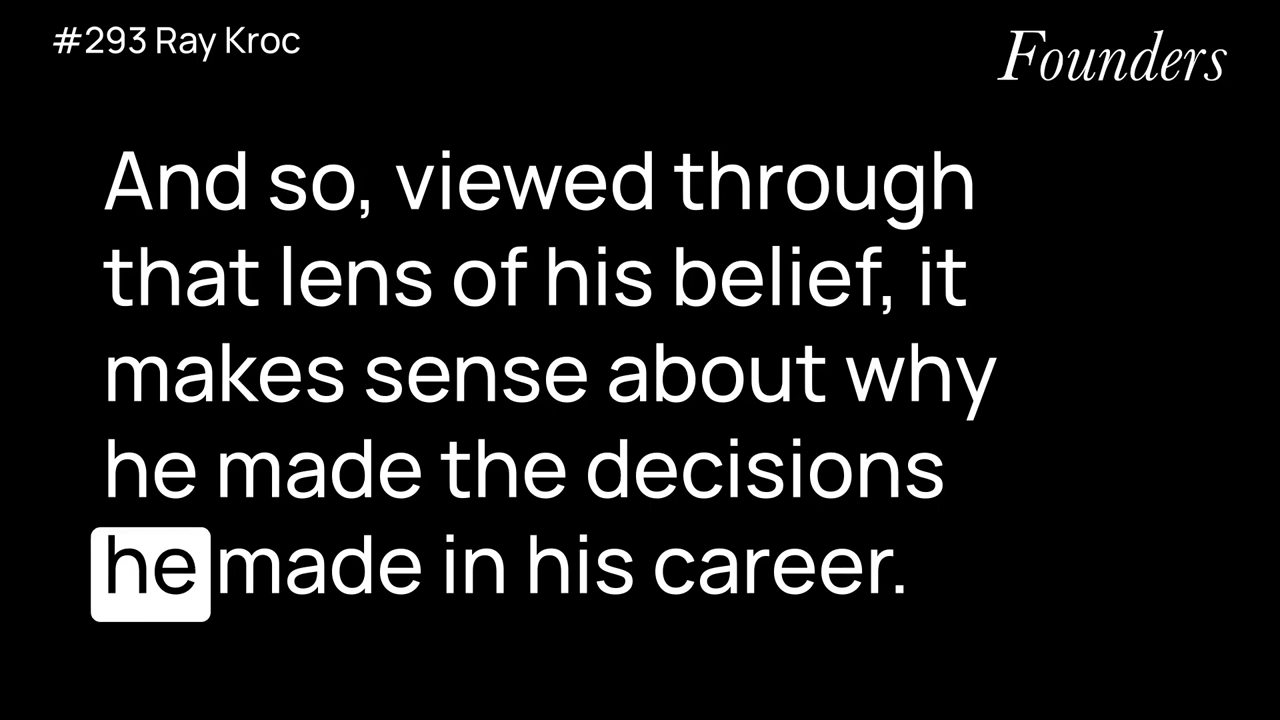 #293 Ray Kroc
Founders
And so, viewed through
that lens of his belief, it
makes sense about why
he made the decisions
he made in his career.